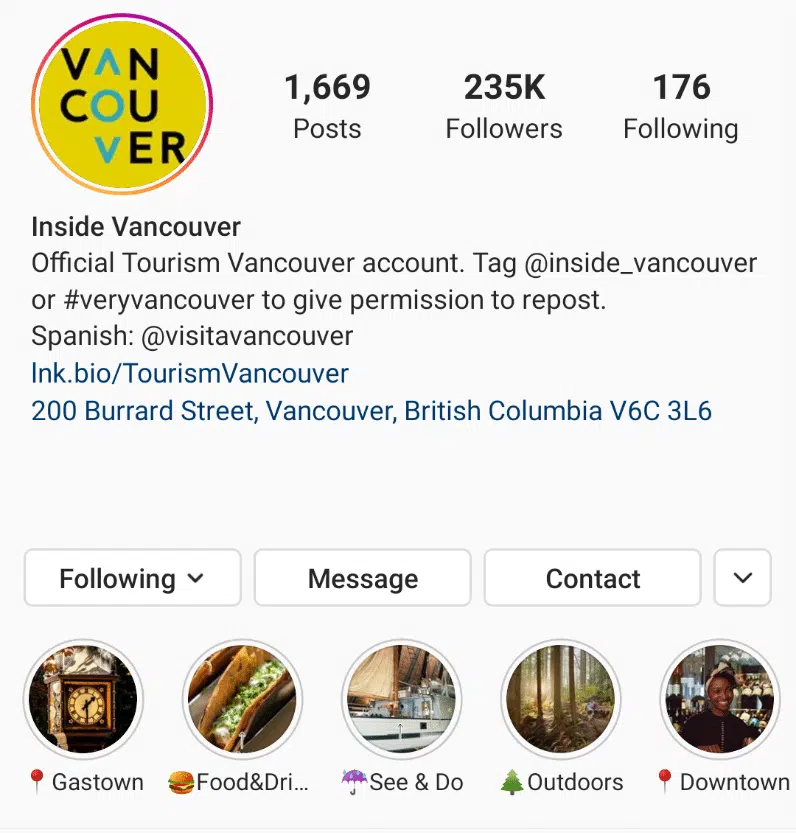 VAN
COU
VER
1,669
Posts
235K
Followers
176
Following
Inside Vancouver
Official Tourism Vancouver account. Tag @inside_vancouver
or #veryvancouver to give permission to repost.
Spanish: @visitavancouver
lnk.bio/TourismVancouver
200 Burrard Street, Vancouver, British Columbia V6C 3L6
Following
Message
Contact
📍Gastown
🍔Food&Dri...
☔See & Do
🌲Outdoors
📍Downtown